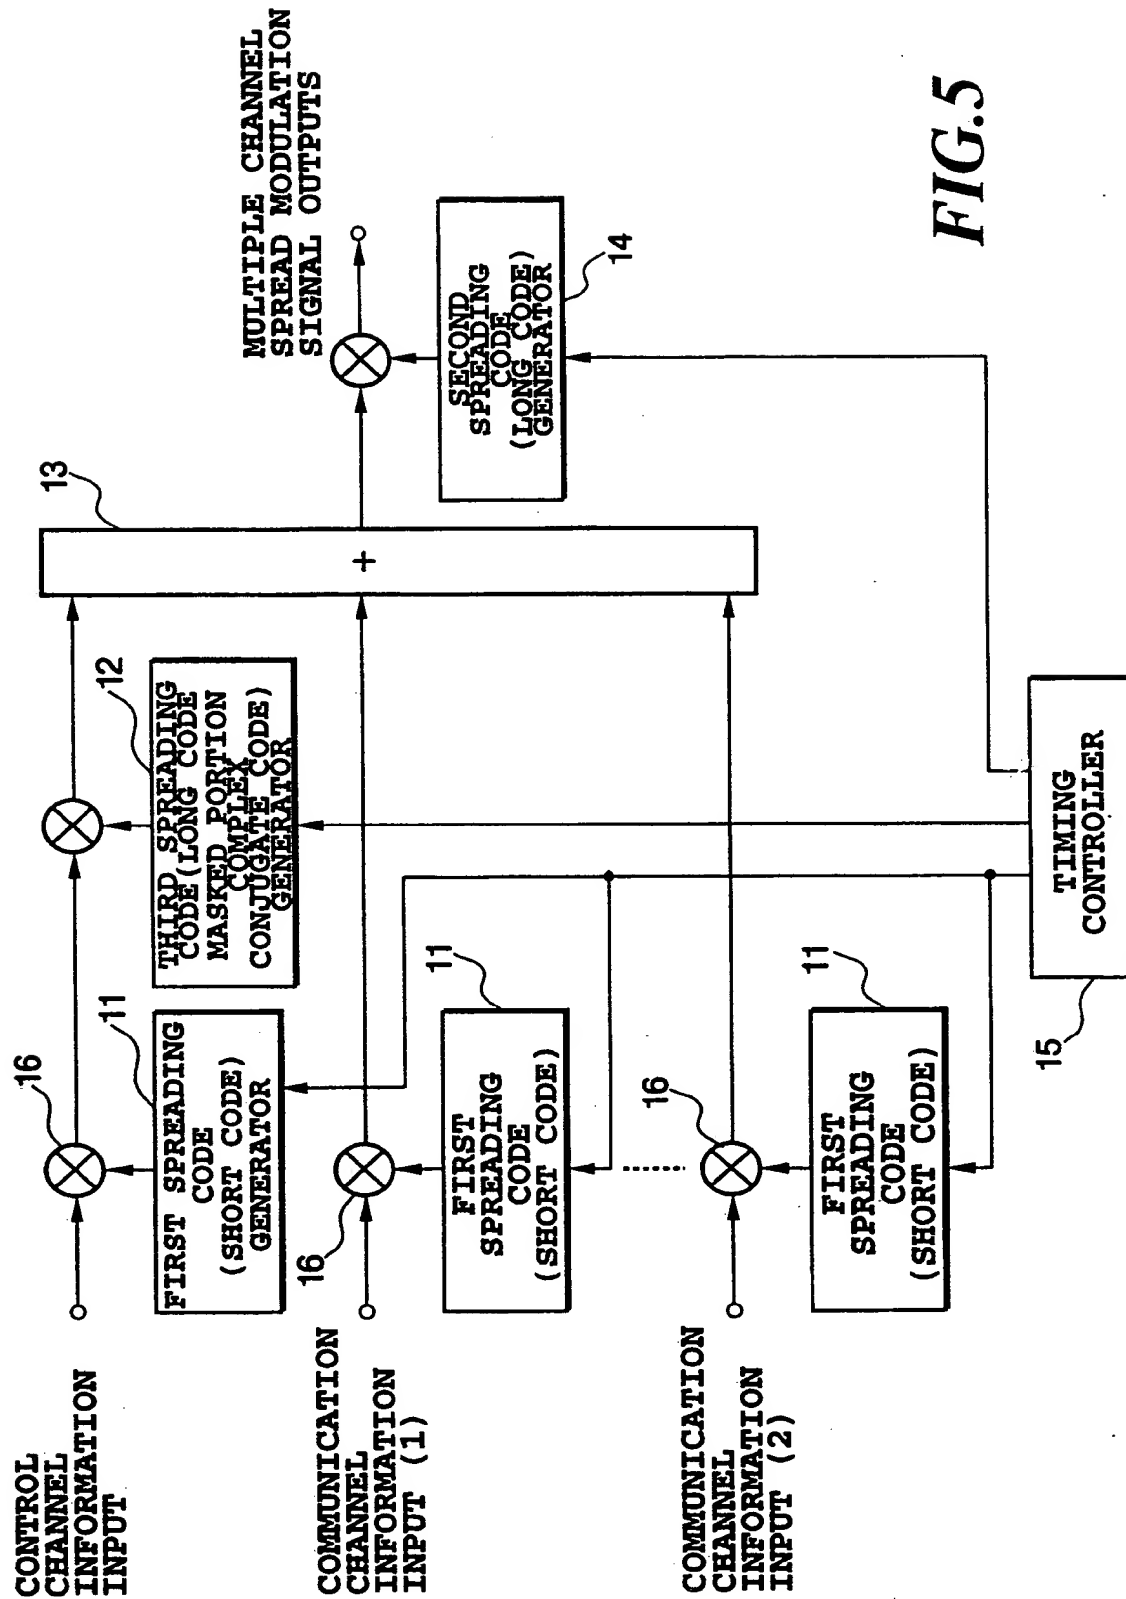 CONTROL
CHANNEL
INFORMATION
INPUT
16
11
FIRST SPREADING
CODE
(SHORT CODE)
GENERATOR
12
THIRD SPREADING
CODE(LONG CODE
MASKED PORTION
COMPLEX
CONJUGATE CODE)
GENERATOR
13
+
MULTIPLE CHANNEL
SPREAD MODULATION
SIGNAL OUTPUTS
SECOND
SPREADING
CODE
(LONG CODE)
GENERATOR
14
COMMUNICATION
CHANNEL
INFORMATION
INPUT (1)
16
11
FIRST
SPREADING
CODE
(SHORT CODE)
COMMUNICATION
CHANNEL
INFORMATION
INPUT (2)
16
11
FIRST
SPREADING
CODE
(SHORT CODE)
15
TIMING
CONTROLLER
FIG.5